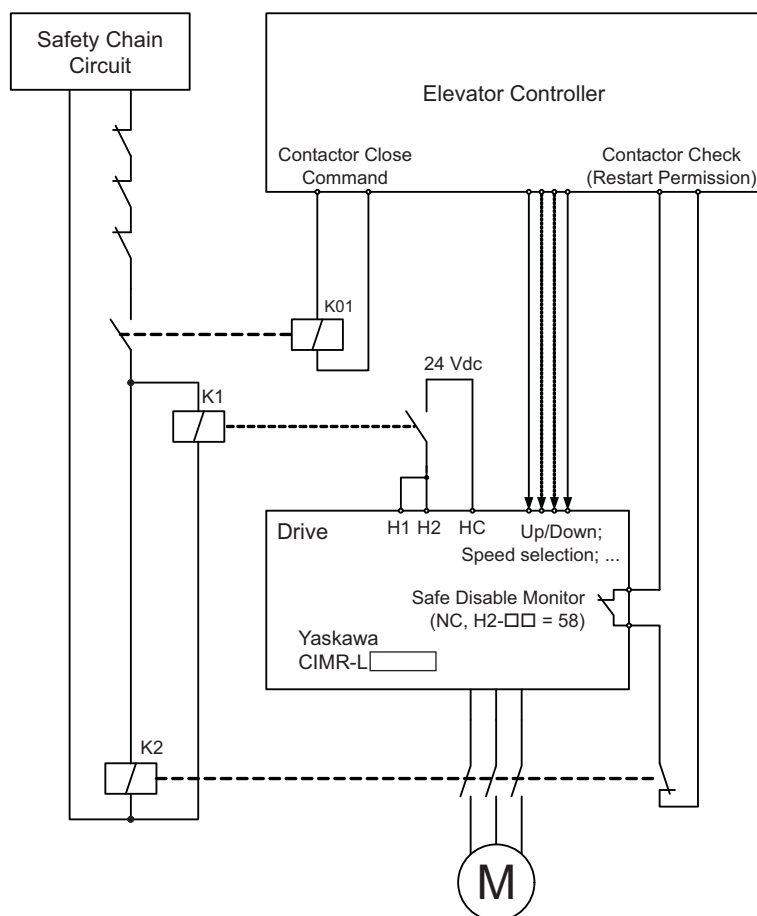 Safety Chain
Circuit
Elevator Controller
Contactor Close
Command
Contactor Check
(Restart Permission)
K01
24 Vdc
K1
Drive
H1 H2 HC
Up/Down;
Speed selection; ...
Safe Disable Monitor
(NC, H2-□□ = 58)
Yaskawa
CIMR-L
K2
M